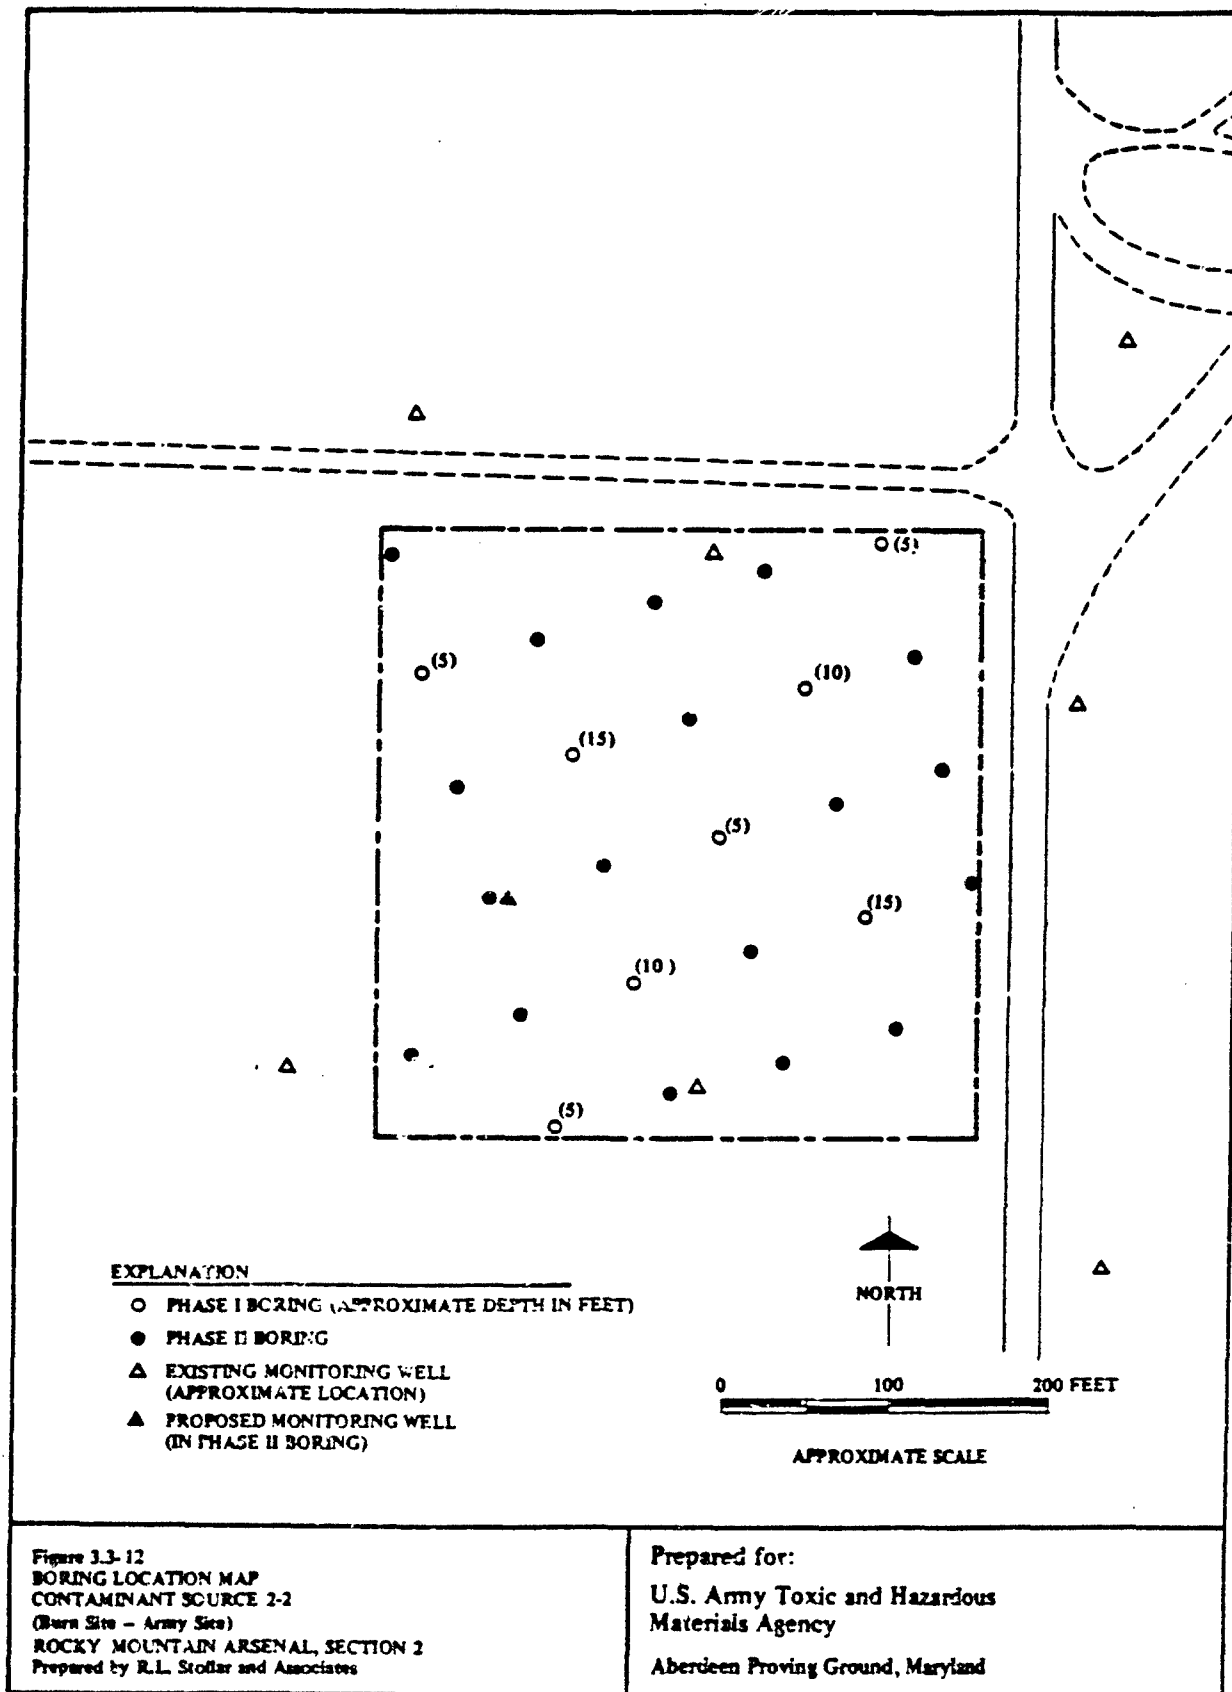 (5)
(5)
(10)
(15)
(5)
(15)
(10 )
(5)
EXPLANATION
PHASE I BORING (APPROXIMATE DEPTH IN FEET)
PHASE II BORING
EXISTING MONITORING WELL
(APPROXIMATE LOCATION)
PROPOSED MONITORING WELL
(IN PHASE II BORING)
NORTH
0 100 200 FEET
APPROXIMATE SCALE
Figure 3.3-12
BORING LOCATION MAP
CONTAMINANT SOURCE 2-2
(Burn Site – Army Site)
ROCKY MOUNTAIN ARSENAL, SECTION 2
Prepared by R.L. Stollar and Associates
Prepared for:
U.S. Army Toxic and Hazardous
Materials Agency
Aberdeen Proving Ground, Maryland